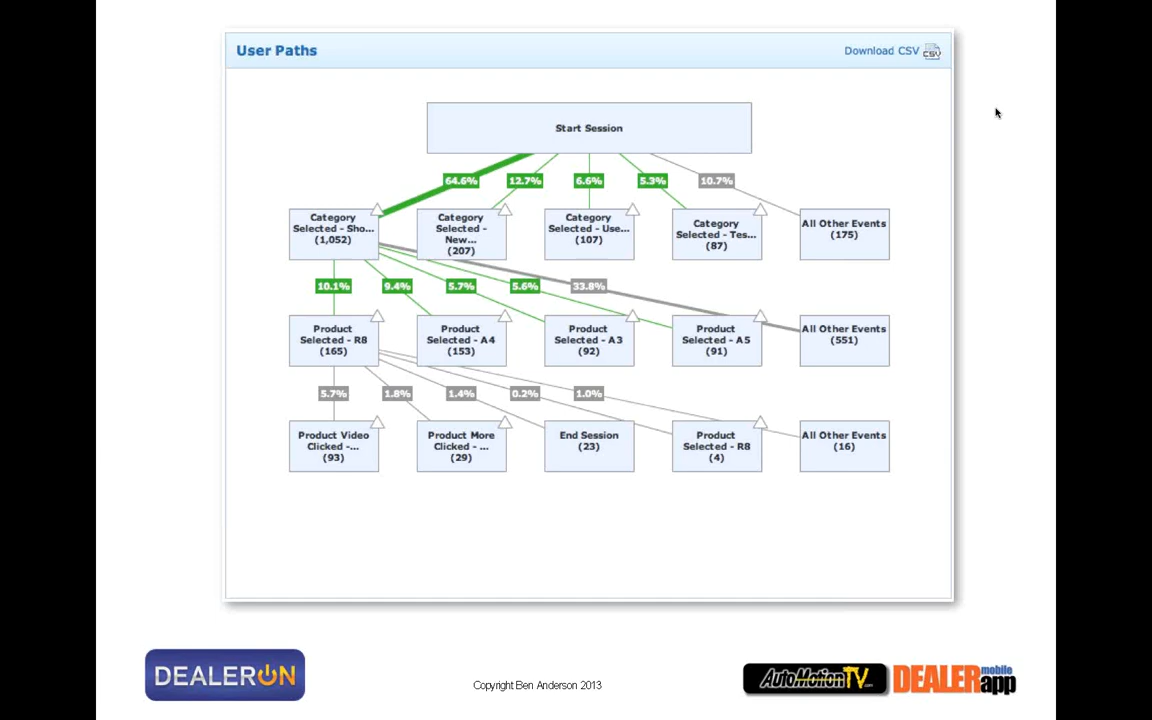 User Paths
Download CSV
CSV
Start Session
64.6%
12.7%
6.6%
5.3%
10.7%
Category
Selected - Sho...
(1,052)
Category
Selected -
New...
(207)
Category
Selected - Use...
(107)
Category
Selected - Tes...
(87)
All Other Events
(175)
10.1%
9.4%
5.7%
5.6%
33.8%
Product
Selected - R8
(165)
Product
Selected - A4
(153)
Product
Selected - A3
(92)
Product
Selected - A5
(91)
All Other Events
(551)
5.7%
1.8%
1.4%
0.2%
1.0%
Product Video
Clicked -...
(93)
Product More
Clicked - ...
(29)
End Session
(23)
Product
Selected - R8
(4)
All Other Events
(16)
DEALERON
Copyright Ben Anderson 2013
AutoMotionTV.com
DEALER mobile
app